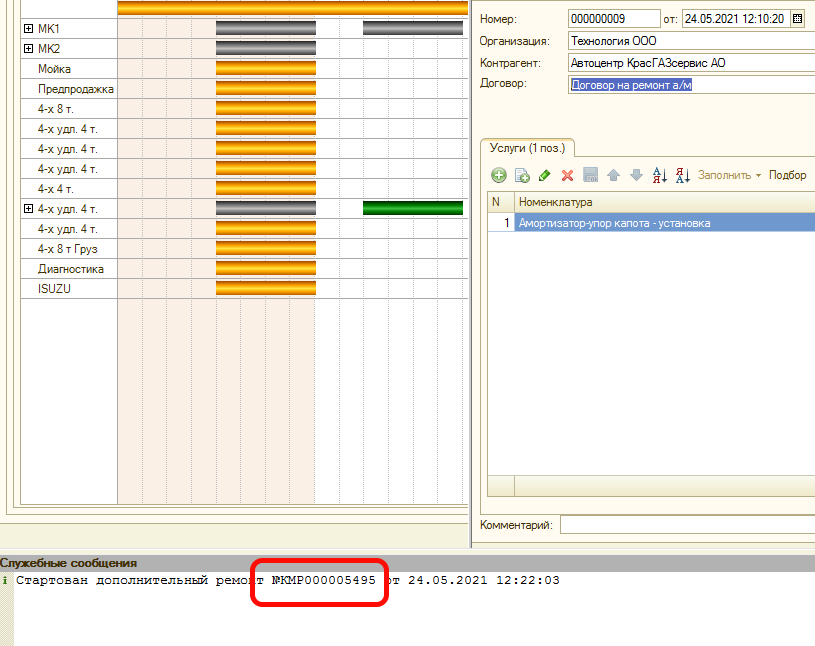 МК1
МК2
Мойка
Предпродажка
4-х 8 т.
4-х удл. 4 т.
4-х удл. 4 т.
4-х удл. 4 т.
4-х 4 т.
4-х удл. 4 т.
4-х удл. 4 т.
4-х 8 т Груз
Диагностика
ISUZU
Номер: 000000009 от: 24.05.2021 12:10:20
Организация: Технология ООО
Контрагент: Автоцентр КрасГАЗсервис АО
Договор: Договор на ремонт а/м
Услуги (1 поз.)
Заполнить Подбор
N Номенклатура
1 Амортизатор-упор капота - установка
Комментарий:
Служебные сообщения
Стартован дополнительный ремонт №КМР000005495 от 24.05.2021 12:22:03